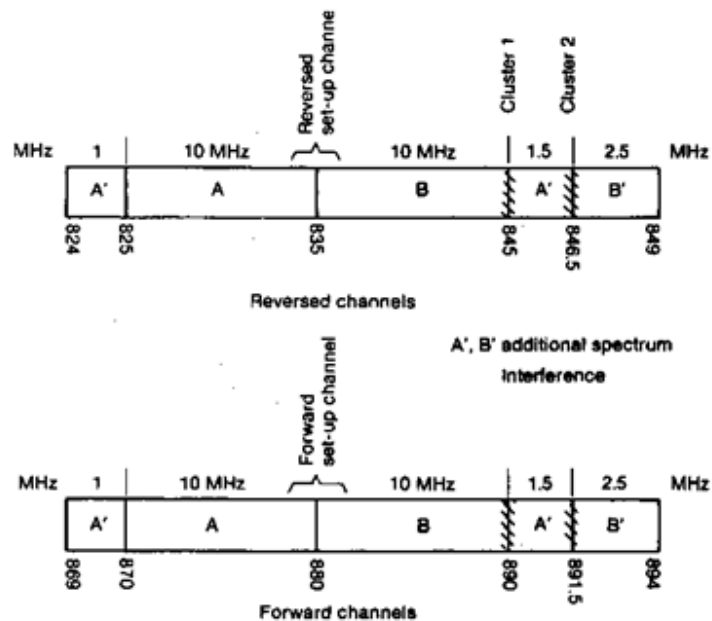 Reversed
set-up channe
Cluster 1
Cluster 2
MHz 1 10 MHz 10 MHz 1.5 2.5 MHz
A' A B A' B'
824 825 835 845 846.5 849
Reversed channels
A', B' additional spectrum
Interference
Forward
set-up channel
MHz 1 10 MHz 10 MHz 1.5 2.5 MHz
A' A B A' B'
869 870 880 890 891.5 894
Forward channels